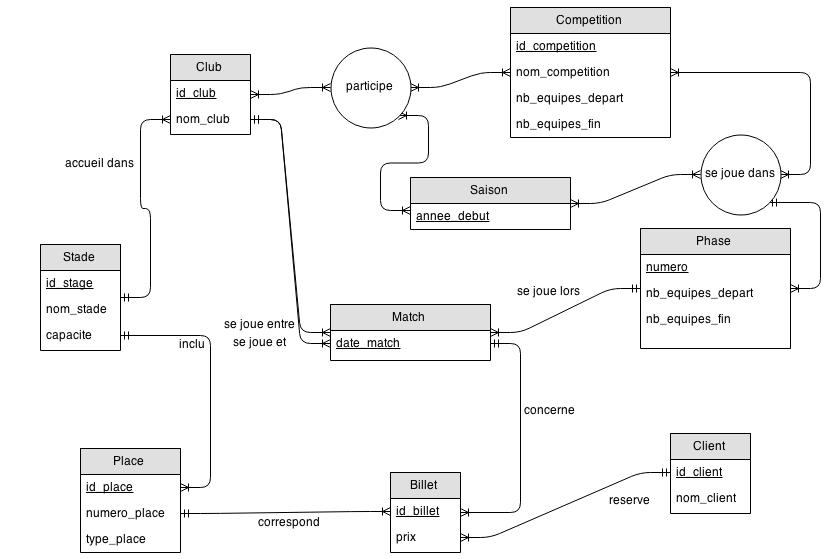 Competition
id_competition
nom_competition
nb_equipes_depart
nb_equipes_fin
Club
id_club
nom_club
participe
accueil dans
Saison
annee_debut
se joue dans
Phase
numero
nb_equipes_depart
nb_equipes_fin
Stade
id_stage
nom_stade
capacite
inclu
se joue entre
se joue et
Match
date_match
se joue lors
concerne
Place
id_place
numero_place
type_place
correspond
Billet
id_billet
prix
reserve
Client
id_client
nom_client